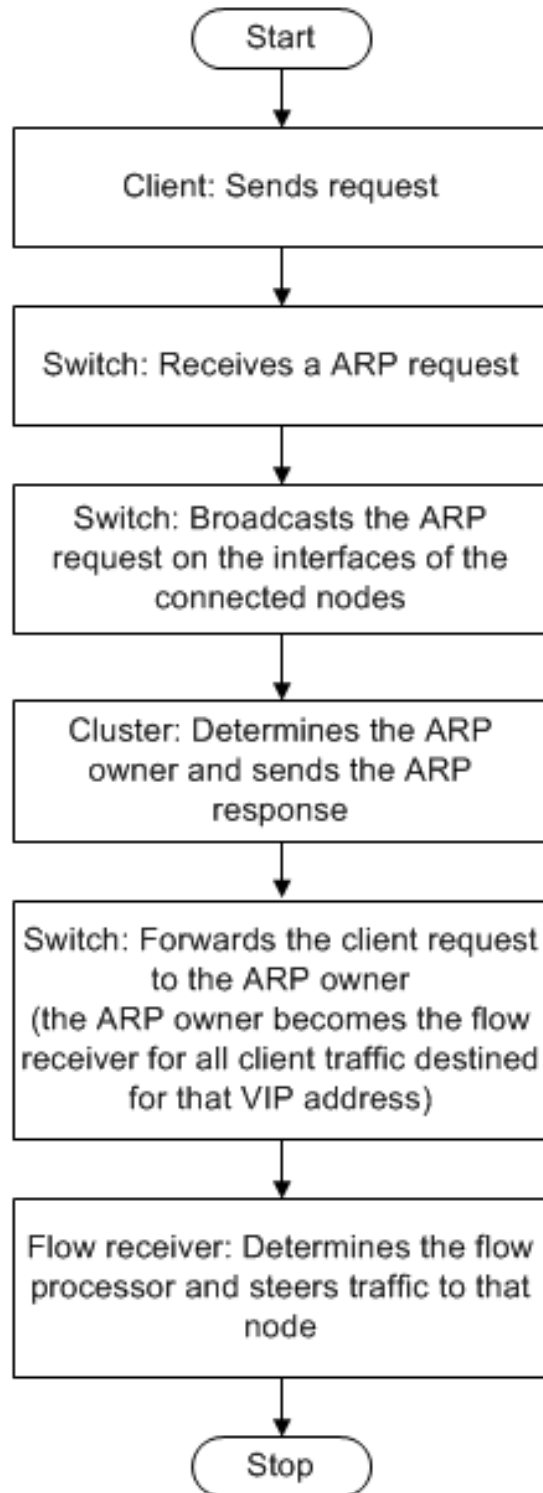 Start
Client: Sends request
Switch: Receives a ARP request
Switch: Broadcasts the ARP
request on the interfaces of the
connected nodes
Cluster: Determines the ARP
owner and sends the ARP
response
Switch: Forwards the client request
to the ARP owner
(the ARP owner becomes the flow
receiver for all client traffic destined
for that VIP address)
Flow receiver: Determines the flow
processor and steers traffic to that
node
Stop